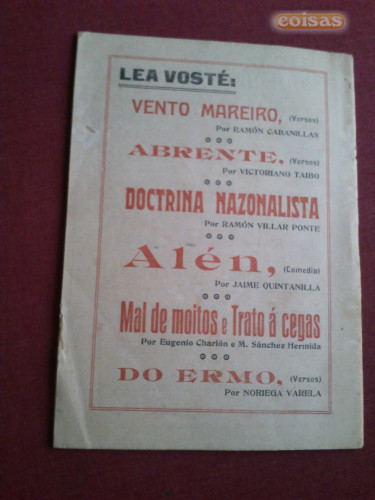 coisas
LEA VOSTÉ:
VENTO MAREIRO, (Versos)
Por RAMÓN CABANILLAS
ABRENTE, (Versos)
Por VICTORIANO TAIBO
DOCTRINA NAZONALISTA
Por RAMÓN VILLAR PONTE
Alén, (Comedia)
Por JAIME QUINTANILLA
Mal de moitos e Trato á cegas
Por Eugenio Charlón e M. Sánchez Hermida
DO ERMO, (Versos)
Por NORIEGA VARELA